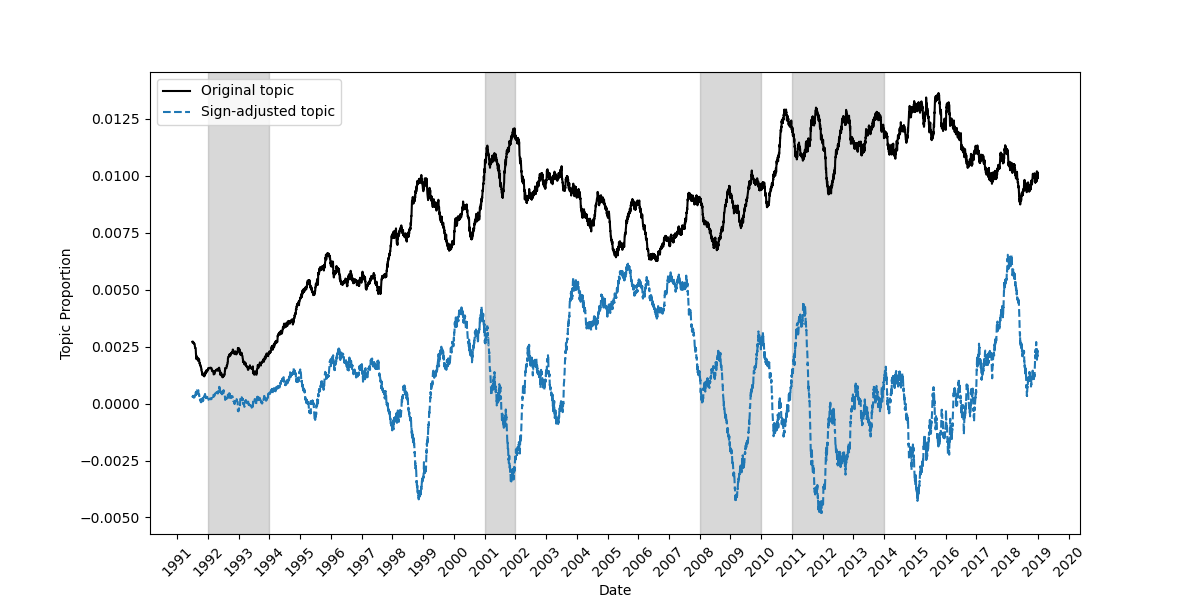 Original topic
Sign-adjusted topic
0.0125
0.0100
0.0075
0.0050
0.0025
0.0000
−0.0025
−0.0050
Topic Proportion
1991 1992 1993 1994 1995 1996 1997 1998 1999 2000 2001 2002 2003 2004 2005 2006 2007 2008 2009 2010 2011 2012 2013 2014 2015 2016 2017 2018 2019 2020
Date